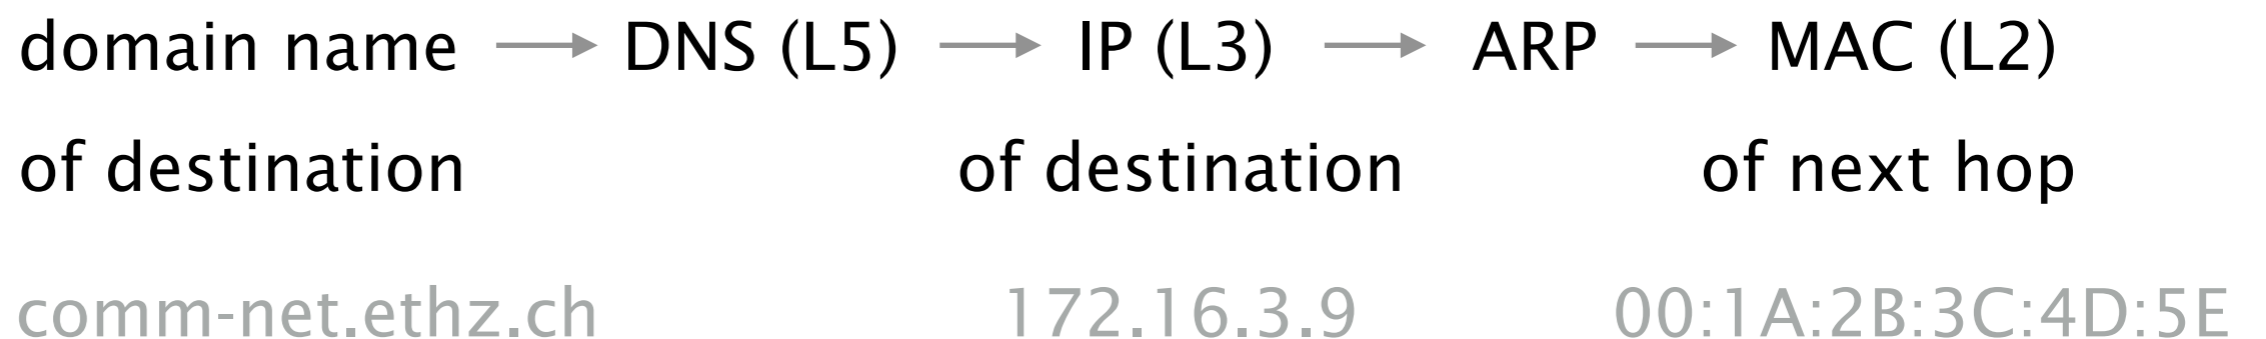 domain name → DNS (L5) → IP (L3) → ARP → MAC (L2)
of destination of destination of next hop
comm-net.ethz.ch 172.16.3.9 00:1A:2B:3C:4D:5E